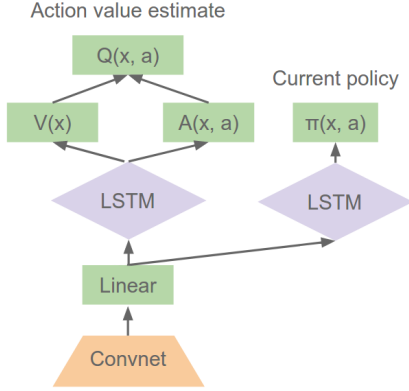 Action value estimate
Q(x, a)
Current policy
V(x)
A(x, a)
π(x, a)
LSTM
LSTM
Linear
Convnet